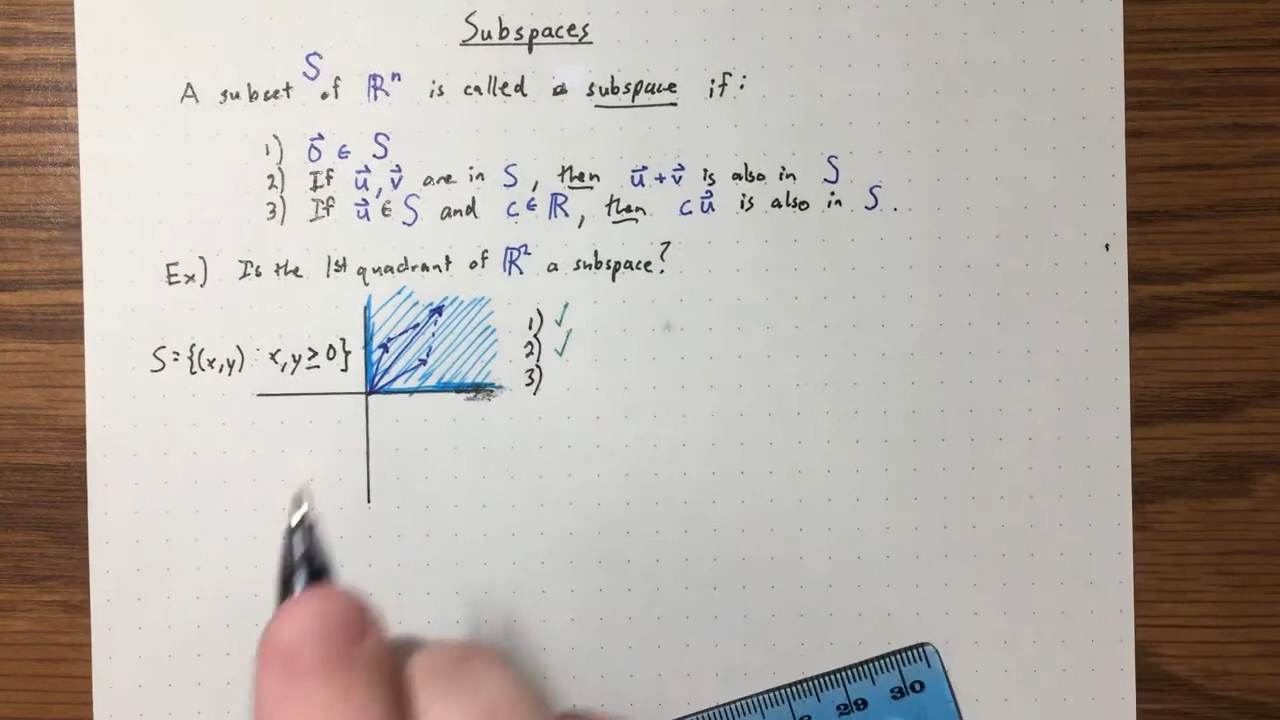 Subspaces
A subset S of ℝⁿ is called a subspace if:
1) 0⃗ ∈ S
2) If u⃗, v⃗ are in S, then u⃗ + v⃗ is also in S
3) If u⃗ ∈ S and c ∈ ℝ, then c u⃗ is also in S.
Ex) Is the 1st quadrant of ℝ² a subspace?
S = {(x,y) : x, y ≥ 0}
1) ✓
2) ✓
3)
29 30